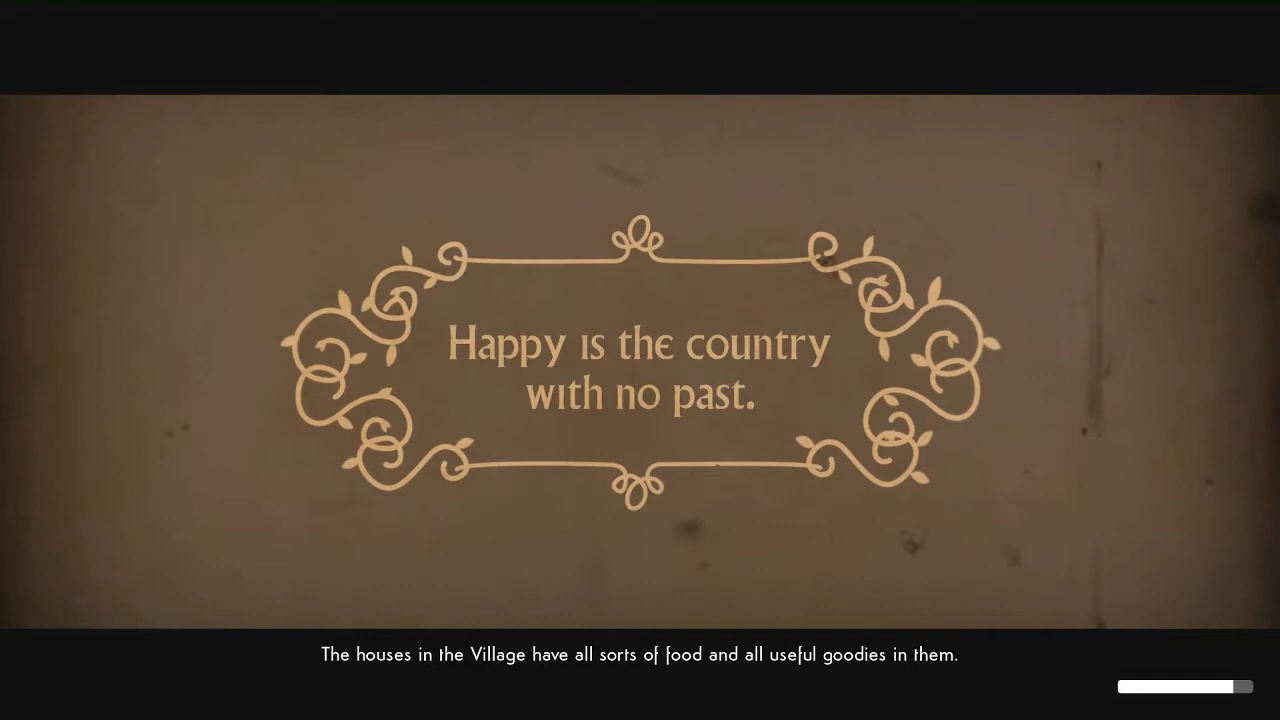 Happy is the country
with no past.
The houses in the Village have all sorts of food and all useful goodies in them.